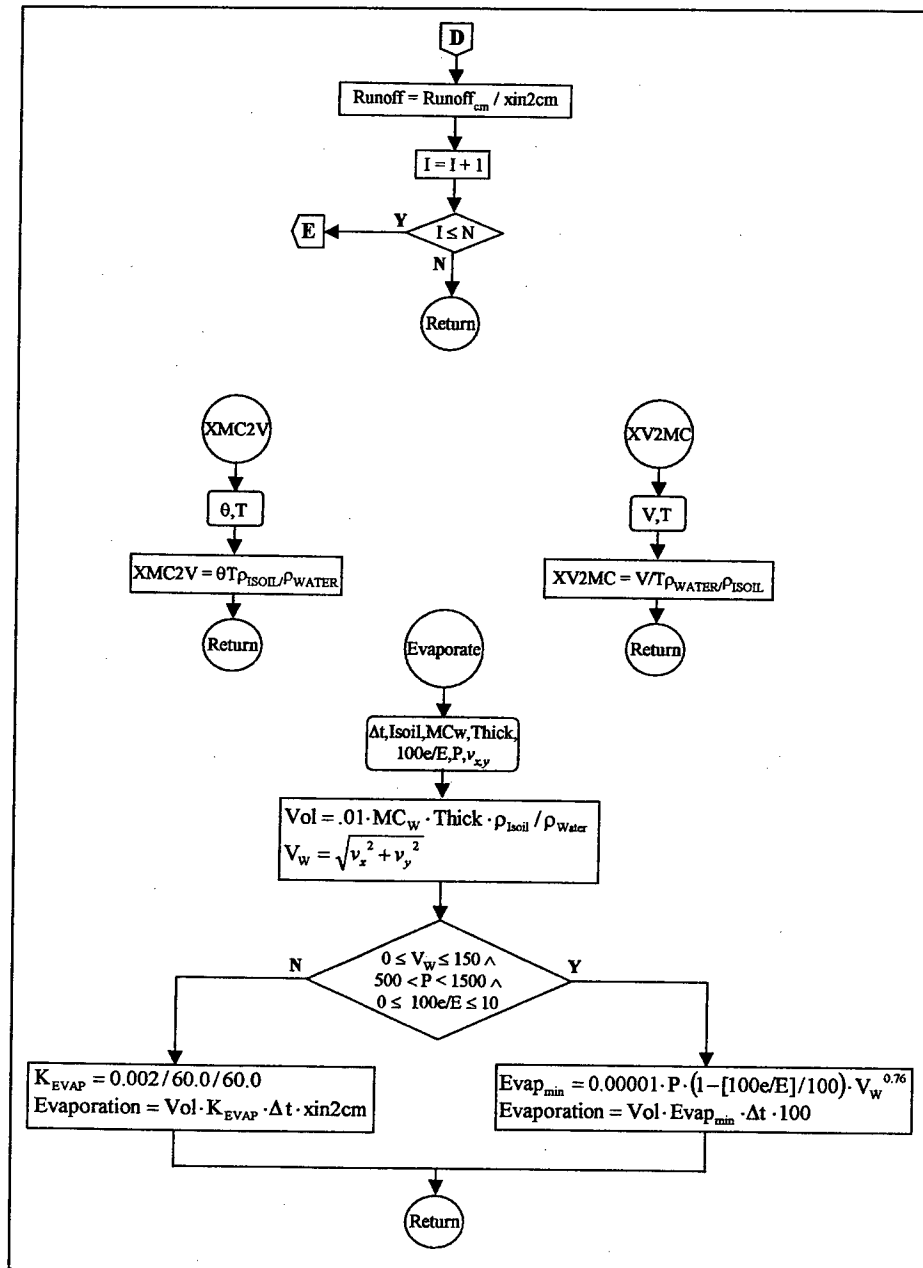 D
Runoff = Runoff_cm / xin2cm
I = I + 1
E
Y
I ≤ N
N
Return
XMC2V
XV2MC
θ,T
V,T
XMC2V = θTρ_ISOIL/ρ_WATER
XV2MC = V/Tρ_WATER/ρ_ISOIL
Return
Return
Evaporate
Δt,Isoil,MCw,Thick,
100e/E,P,v_x,y
Vol = .01·MC_W·Thick·ρ_Isoil/ρ_Water
V_W = √(v_x² + v_y²)
N
0 ≤ V_W ≤ 150 ∧
500 < P < 1500 ∧
0 ≤ 100e/E ≤ 10
Y
K_EVAP = 0.002/60.0/60.0
Evaporation = Vol·K_EVAP·Δt·xin2cm
Evap_min = 0.00001·P·(1−[100e/E]/100)·V_W^0.76
Evaporation = Vol·Evap_min·Δt·100
Return